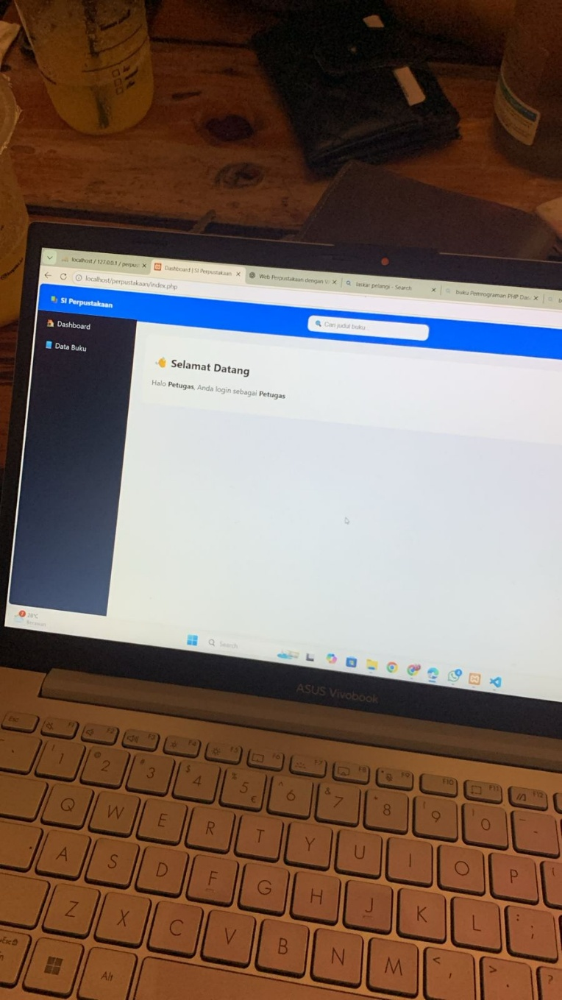 localhost / 127.0.0.1 / perpus
Dashboard | SI Perpustakaan
Web Perpustakaan dengan Vi
laskar pelangi - Search
buku Pemrograman PHP Das
localhost/perpustakaan/index.php
SI Perpustakaan
Cari judul buku...
Dashboard
Data Buku
Selamat Datang
Halo Petugas, Anda login sebagai Petugas
28°C
Berawan
Search
ASUS Vivobook
Esc F1 F2 F3 F4 F5 F6 F7 F8 F9 F10 F11 F12
! 1 @ 2 # 3 $ 4 % 5 € ^ 6 & 7 * 8 ( 9 ) 0 _ -
Q W E R T Y U I O P {
A S D F G H J K L : ;
Z X C V B N M < , > . ?
Alt